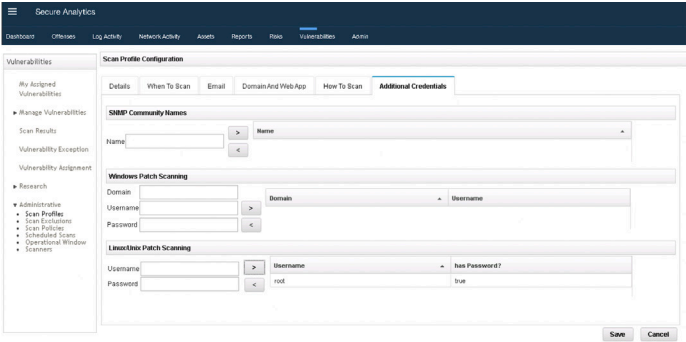 Secure Analytics
Dashboard Offenses Log Activity Network Activity Assets Reports Risks Vulnerabilities Admin
Vulnerabilities
My Assigned Vulnerabilities
Manage Vulnerabilities
Scan Results
Vulnerability Exception
Vulnerability Assignment
Research
Administrative
Scan Profiles
Scan Exclusions
Scan Policies
Scheduled Scans
Operational Window
Scanners
Scan Profile Configuration
Details When To Scan Email Domain And Web App How To Scan Additional Credentials
SNMP Community Names
Name > Name
<
Windows Patch Scanning
Domain
Username >
Password <
Domain Username
Linux/Unix Patch Scanning
Username >
Password <
Username has Password?
root true
Save Cancel